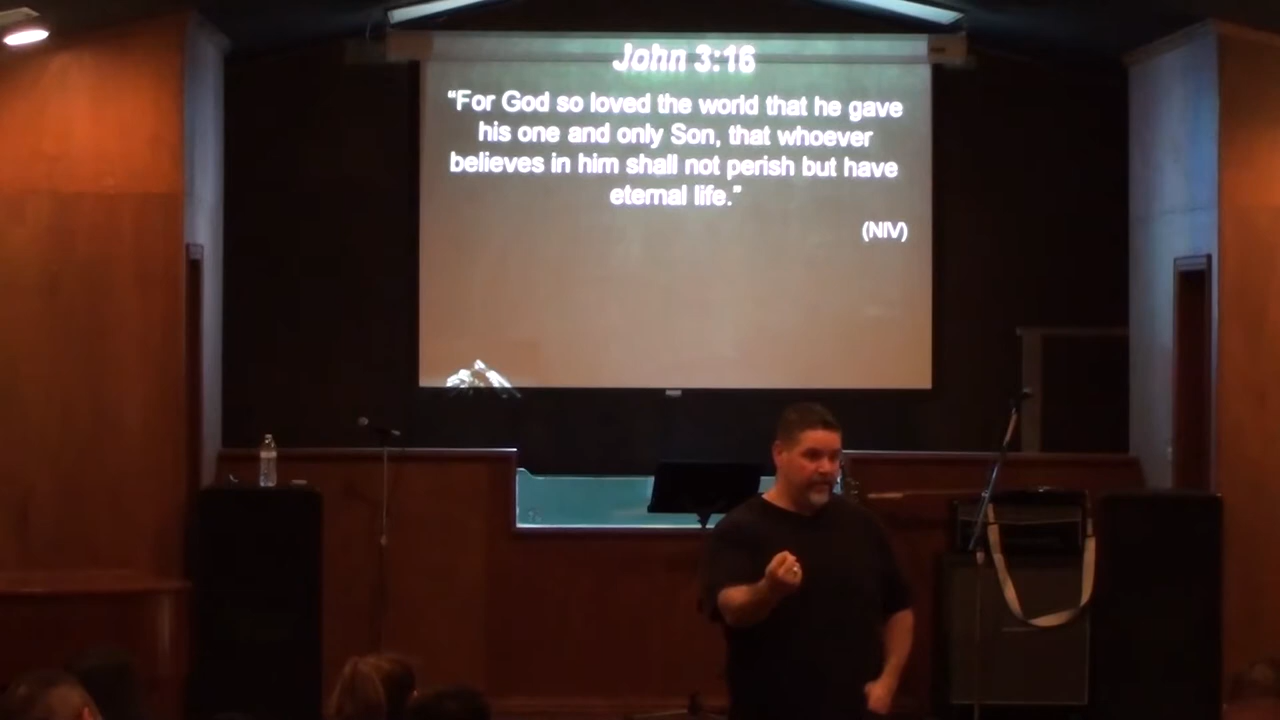 John 3:16
“For God so loved the world that he gave
his one and only Son, that whoever
believes in him shall not perish but have
eternal life.”
(NIV)